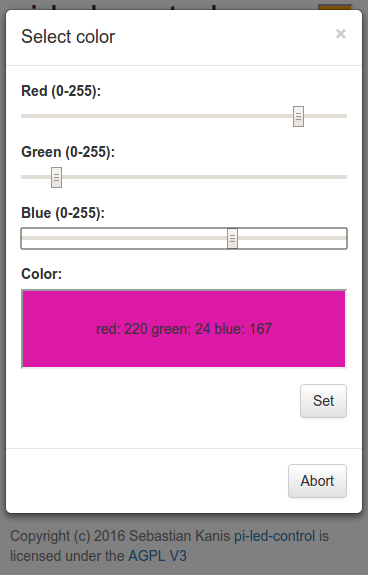 Select color
×
Red (0-255):
Green (0-255):
Blue (0-255):
Color:
red: 220 green: 24 blue: 167
Set
Abort
Copyright (c) 2016 Sebastian Kanis pi-led-control is
licensed under the AGPL V3